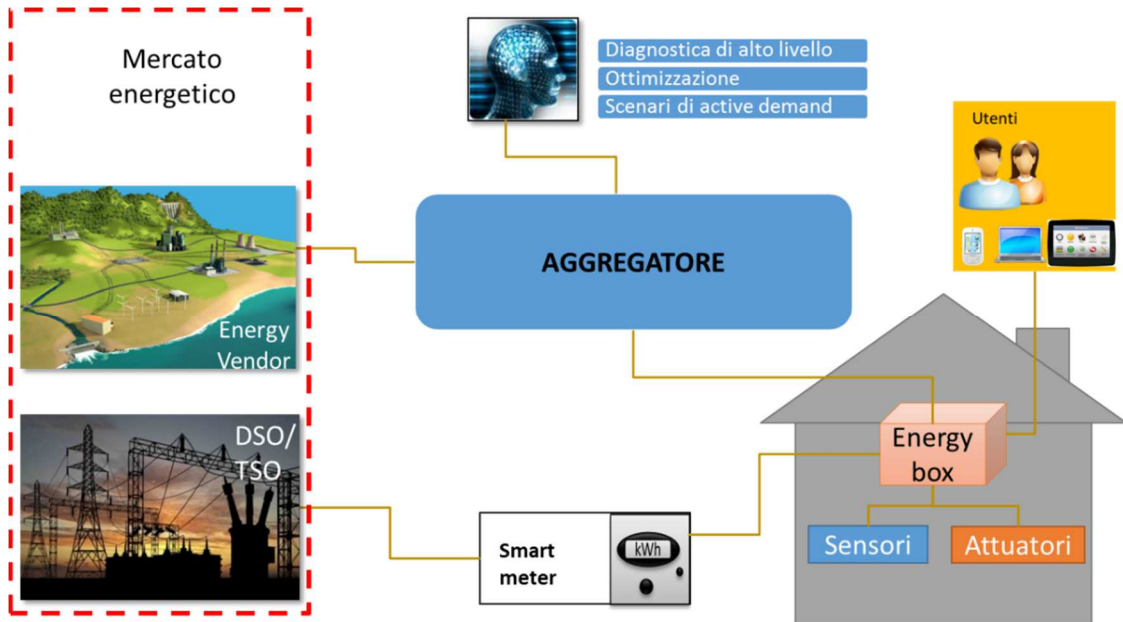 Mercato
energetico
Diagnostica di alto livello
Ottimizzazione
Scenari di active demand
Utenti
AGGREGATORE
Energy
Vendor
DSO/
TSO
Energy
box
Smart
meter
kWh
Sensori
Attuatori